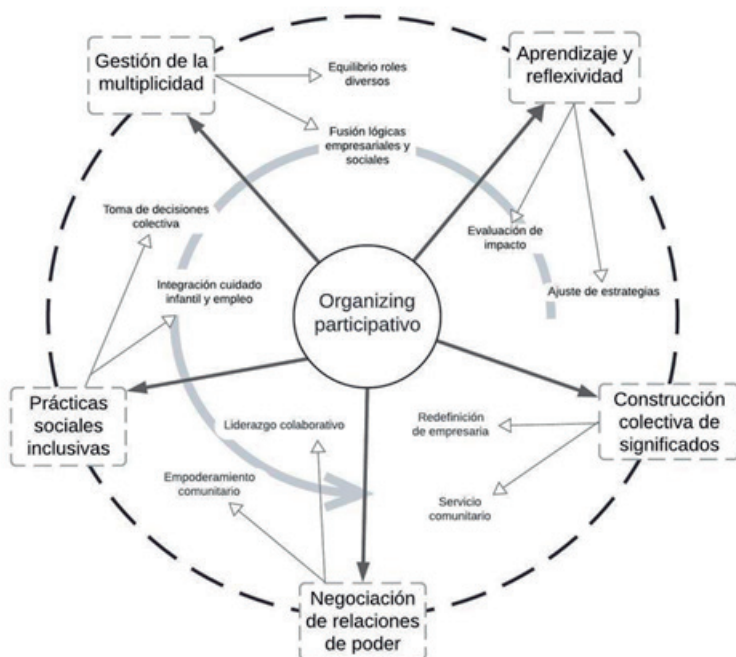 Gestión de la
multiplicidad
Equilibrio roles
diversos
Fusión lógicas
empresariales y
sociales
Aprendizaje y
reflexividad
Evaluación de
impacto
Ajuste de estrategias
Toma de decisiones
colectiva
Integración cuidado
infantil y empleo
Organizing
participativo
Prácticas
sociales
inclusivas
Construcción
colectiva de
significados
Redefinición
de empresaria
Servicio
comunitario
Liderazgo colaborativo
Empoderamiento
comunitario
Negociación
de relaciones
de poder